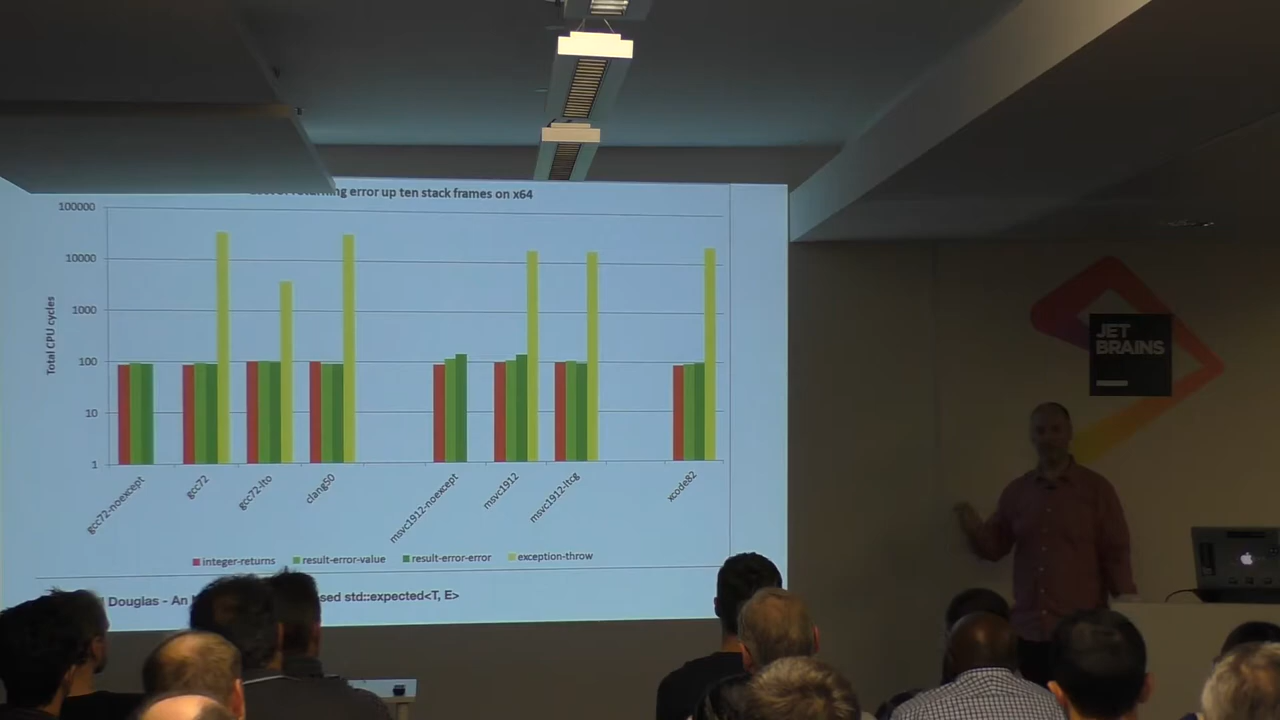 error up ten stack frames on x64
100000
10000
1000
100
10
1
Total CPU cycles
gcc72-noexcept
gcc72
gcc72-lto
clang50
msvc1912-noexcept
msvc1912
msvc1912-ltcg
xcode82
integer-returns result-error-value result-error-error exception-throw
Douglas - An std::expected<T, E>
JET
BRAINS